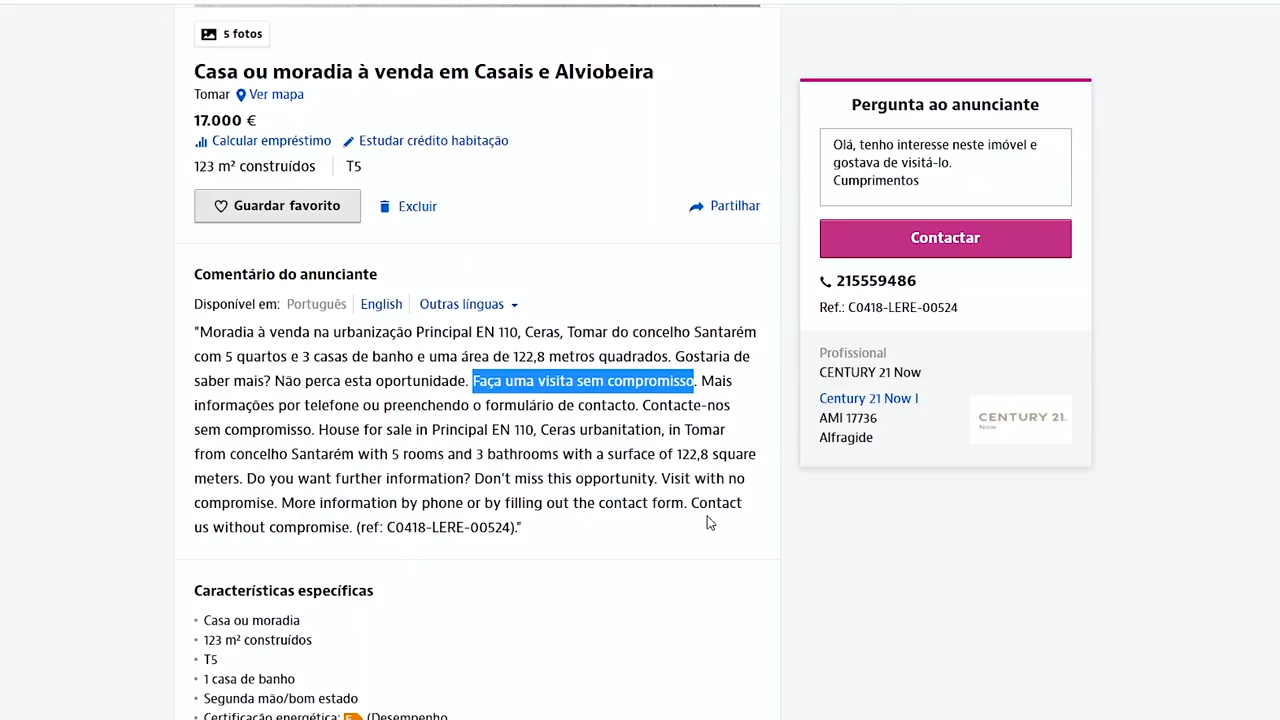 5 fotos
Casa ou moradia à venda em Casais e Alviobeira
Tomar Ver mapa
17.000 €
Calcular empréstimo Estudar crédito habitação
123 m² construídos T5
Guardar favorito Excluir Partilhar
Comentário do anunciante
Disponível em: Português English Outras línguas
"Moradia à venda na urbanização Principal EN 110, Ceras, Tomar do concelho Santarém
com 5 quartos e 3 casas de banho e uma área de 122,8 metros quadrados. Gostaria de
saber mais? Não perca esta oportunidade. Faça uma visita sem compromisso. Mais
informações por telefone ou preenchendo o formulário de contacto. Contacte-nos
sem compromisso. House for sale in Principal EN 110, Ceras urbanitation, in Tomar
from concelho Santarém with 5 rooms and 3 bathrooms with a surface of 122,8 square
meters. Do you want further information? Don't miss this opportunity. Visit with no
compromise. More information by phone or by filling out the contact form. Contact
us without compromise. (ref: C0418-LERE-00524)."
Características específicas
• Casa ou moradia
• 123 m² construídos
• T5
• 1 casa de banho
• Segunda mão/bom estado
• Certificação energética: (Desempenho
Pergunta ao anunciante
Olá, tenho interesse neste imóvel e
gostava de visitá-lo.
Cumprimentos
Contactar
215559486
Ref.: C0418-LERE-00524
Profissional
CENTURY 21 Now
Century 21 Now I
AMI 17736
Alfragide
CENTURY 21.
Now